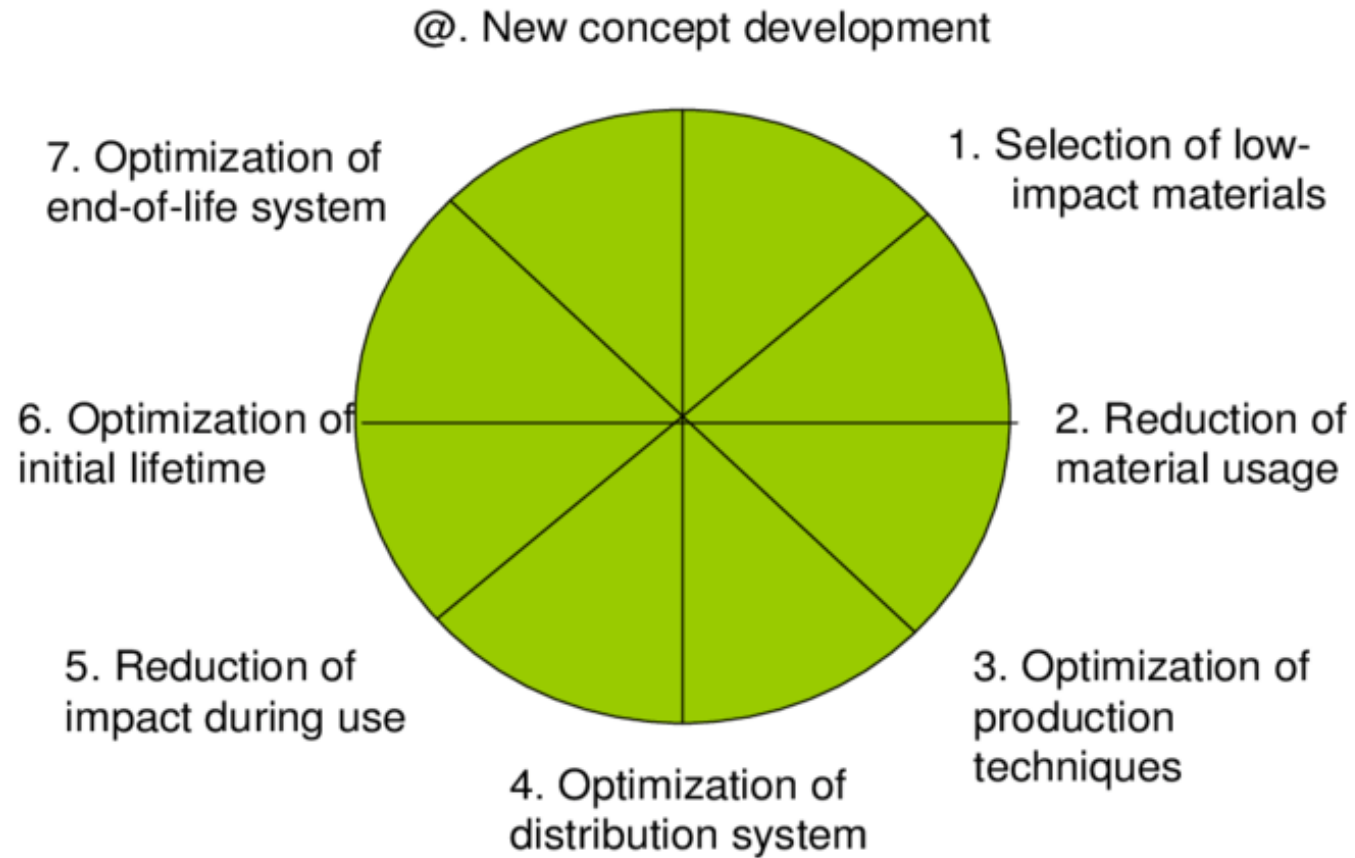 @. New concept development
1. Selection of low-
impact materials
2. Reduction of
material usage
3. Optimization of
production
techniques
4. Optimization of
distribution system
5. Reduction of
impact during use
6. Optimization of
initial lifetime
7. Optimization of
end-of-life system